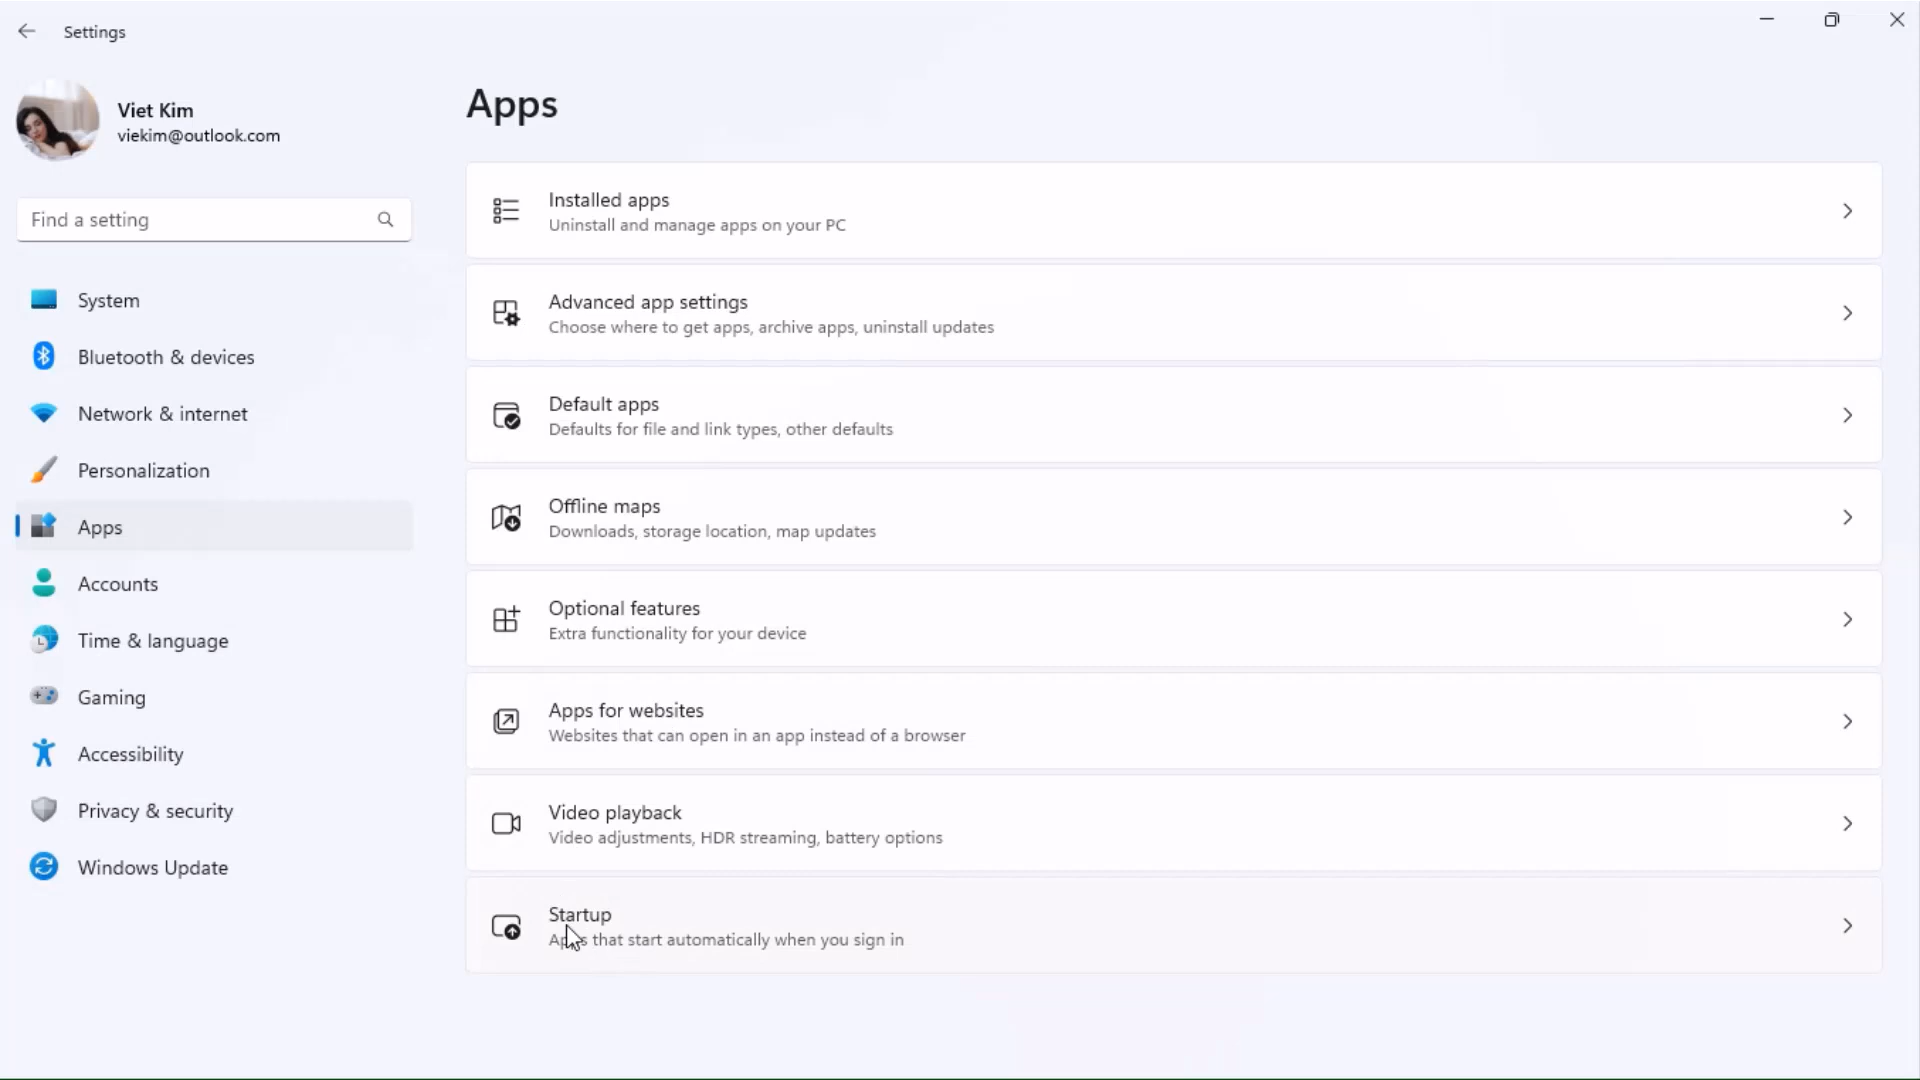 Settings
Viet Kim
viekim@outlook.com
Find a setting
System
Bluetooth & devices
Network & internet
Personalization
Apps
Accounts
Time & language
Gaming
Accessibility
Privacy & security
Windows Update
Apps
Installed apps
Uninstall and manage apps on your PC
Advanced app settings
Choose where to get apps, archive apps, uninstall updates
Default apps
Defaults for file and link types, other defaults
Offline maps
Downloads, storage location, map updates
Optional features
Extra functionality for your device
Apps for websites
Websites that can open in an app instead of a browser
Video playback
Video adjustments, HDR streaming, battery options
Startup
Apps that start automatically when you sign in